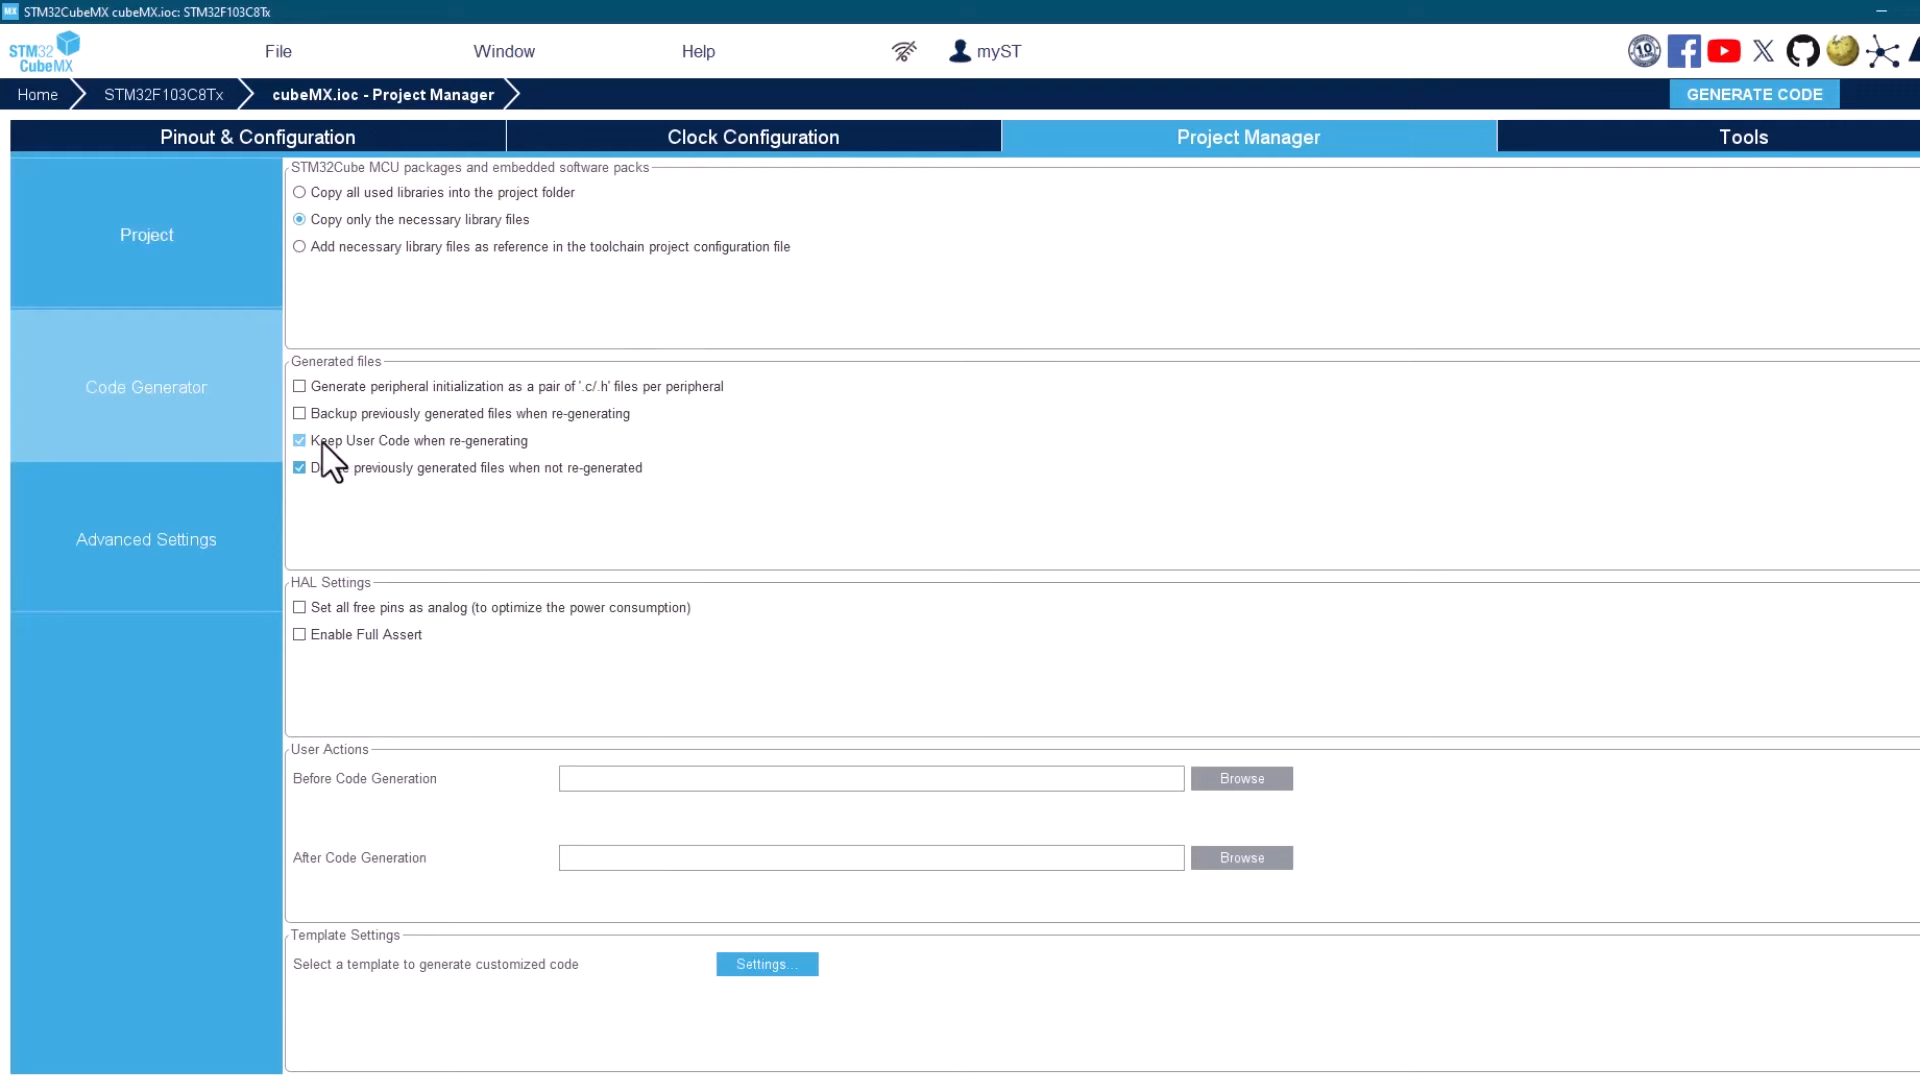 MX STM32CubeMX cubeMX.ioc: STM32F103C8Tx
STM32 CubeMX
File Window Help myST
10
Home STM32F103C8Tx cubeMX.ioc - Project Manager GENERATE CODE
Pinout & Configuration Clock Configuration Project Manager Tools
Project
Code Generator
Advanced Settings
STM32Cube MCU packages and embedded software packs
Copy all used libraries into the project folder
Copy only the necessary library files
Add necessary library files as reference in the toolchain project configuration file
Generated files
Generate peripheral initialization as a pair of '.c/.h' files per peripheral
Backup previously generated files when re-generating
Keep User Code when re-generating
previously generated files when not re-generated
HAL Settings
Set all free pins as analog (to optimize the power consumption)
Enable Full Assert
User Actions
Before Code Generation Browse
After Code Generation Browse
Template Settings
Select a template to generate customized code Settings...